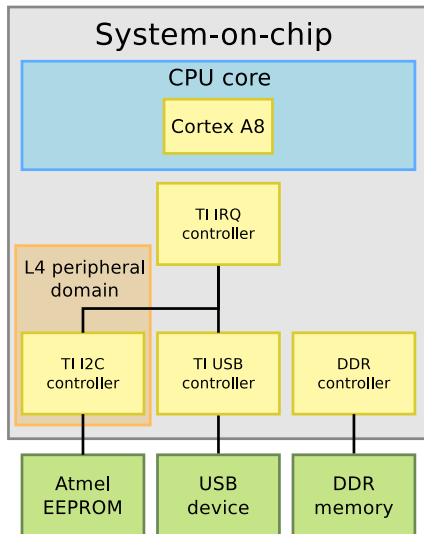 System-on-chip
CPU core
Cortex A8
TI IRQ
controller
L4 peripheral
domain
TI I2C
controller
TI USB
controller
DDR
controller
Atmel
EEPROM
USB
device
DDR
memory